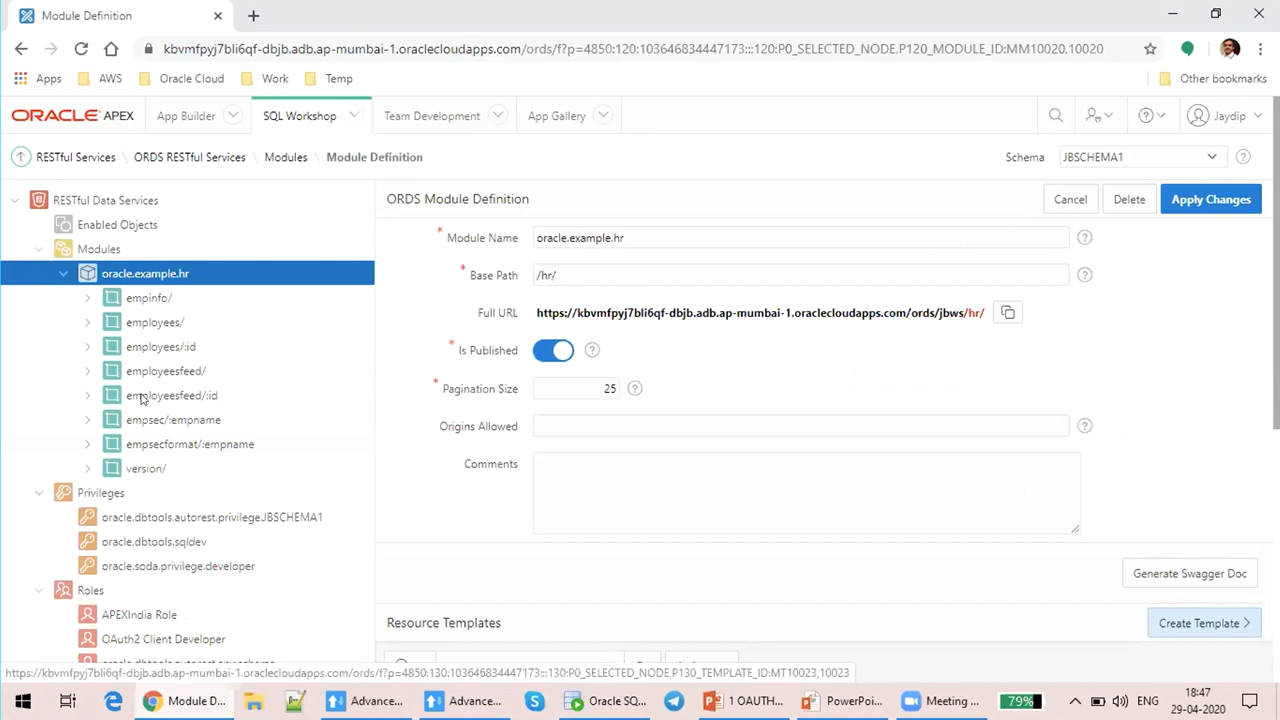 Module Definition
kbvmfpyj7bli6qf-dbjb.adb.ap-mumbai-1.oraclecloudapps.com/ords/f?p=4850:120:103646834447173:::120:P0_SELECTED_NODE,P120_MODULE_ID:MM10020,10020
Apps AWS Oracle Cloud Work Temp Other bookmarks
ORACLE APEX App Builder SQL Workshop Team Development App Gallery Jaydip
RESTful Services ORDS RESTful Services Modules Module Definition Schema JBSCHEMA1
RESTful Data Services
Enabled Objects
Modules
oracle.example.hr
empinfo/
employees/
employees/:id
employeesfeed/
employeesfeed/:id
empsec/:empname
empsecformat/:empname
version/
Privileges
oracle.dbtools.autorest.privilege.JBSCHEMA1
oracle.dbtools.sqldev
oracle.soda.privilege.developer
Roles
APEXIndia Role
OAuth2 Client Developer
ORDS Module Definition Cancel Delete Apply Changes
* Module Name oracle.example.hr
* Base Path /hr/
Full URL https://kbvmfpyj7bli6qf-dbjb.adb.ap-mumbai-1.oraclecloudapps.com/ords/jbws/hr/
* Is Published
* Pagination Size 25
Origins Allowed
Comments
Generate Swagger Doc
Resource Templates Create Template
https://kbvmfpyj7bli6qf-dbjb.adb.ap-mumbai-1.oraclecloudapps.com/ords/f?p=4850:130:103646834447173:::130:P0_SELECTED_NODE,P130_TEMPLATE_ID:MT10023,10023
Module D... Advance... Advance... Oracle SQ... 1 OAUTH... PowerPoi... Meeting ... 79% ENG 18:47
29-04-2020